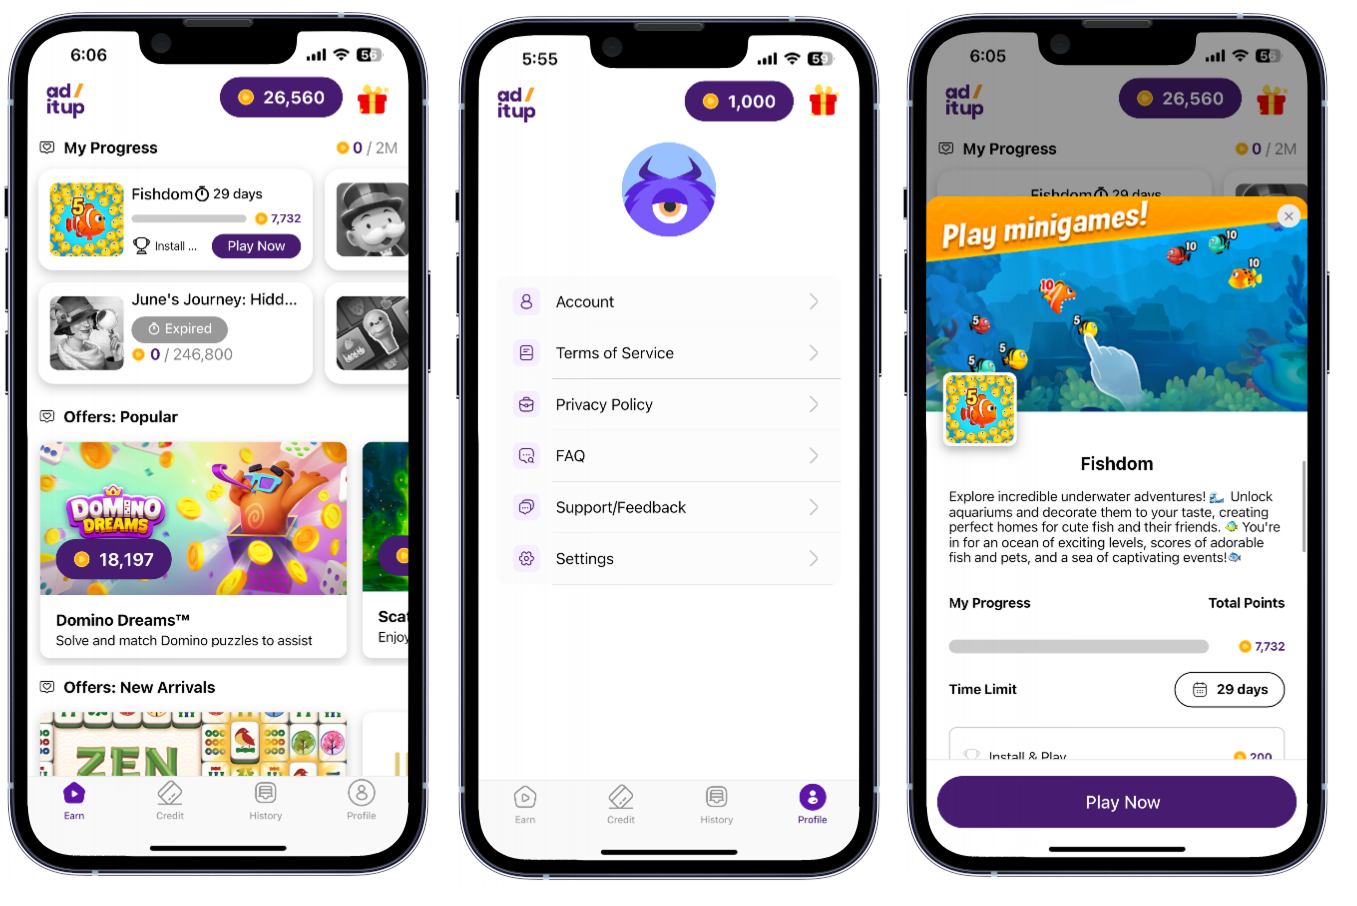 6:06
56
ad/
itup
26,560
My Progress
0 / 2M
5
Fishdom 29 days
7,732
Install ...
Play Now
June's Journey: Hidd...
Expired
0 / 246,800
Offers: Popular
DOMINO
DREAMS
18,197
Domino Dreams™
Solve and match Domino puzzles to assist
Scat
Enjoy
Offers: New Arrivals
ZEN
Earn
Credit
History
Profile
5:55
59
ad/
itup
1,000
Account
Terms of Service
Privacy Policy
FAQ
Support/Feedback
Settings
Earn
Credit
History
Profile
6:05
56
ad/
itup
26,560
My Progress
0 / 2M
Fishdom 29 days
Play minigames!
10
10
10
10
5
5
5
5
5
Fishdom
Explore incredible underwater adventures! 🌊 Unlock
aquariums and decorate them to your taste, creating
perfect homes for cute fish and their friends. 🐠 You're
in for an ocean of exciting levels, scores of adorable
fish and pets, and a sea of captivating events!🐟
My Progress
Total Points
7,732
Time Limit
29 days
Install & Play
200
Play Now